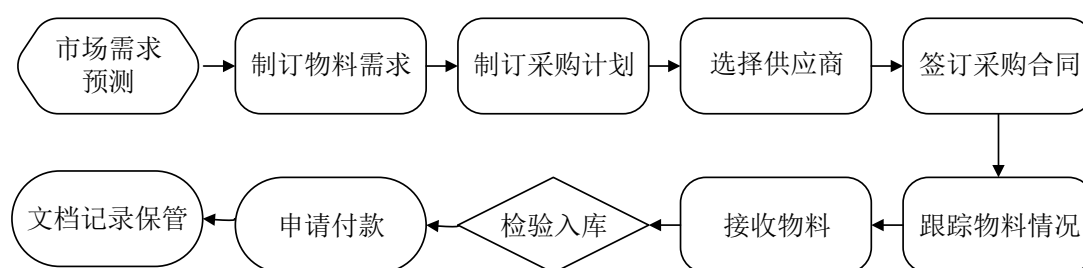 市场需求
预测
制订物料需求
制订采购计划
选择供应商
签订采购合同
文档记录保管
申请付款
检验入库
接收物料
跟踪物料情况